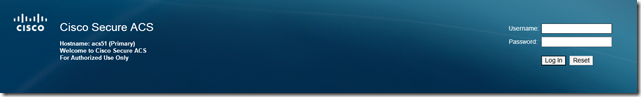 CISCO
Cisco Secure ACS
Hostname: acs51 (Primary)
Welcome to Cisco Secure ACS
For Authorized Use Only
Username:
Password:
Log In Reset